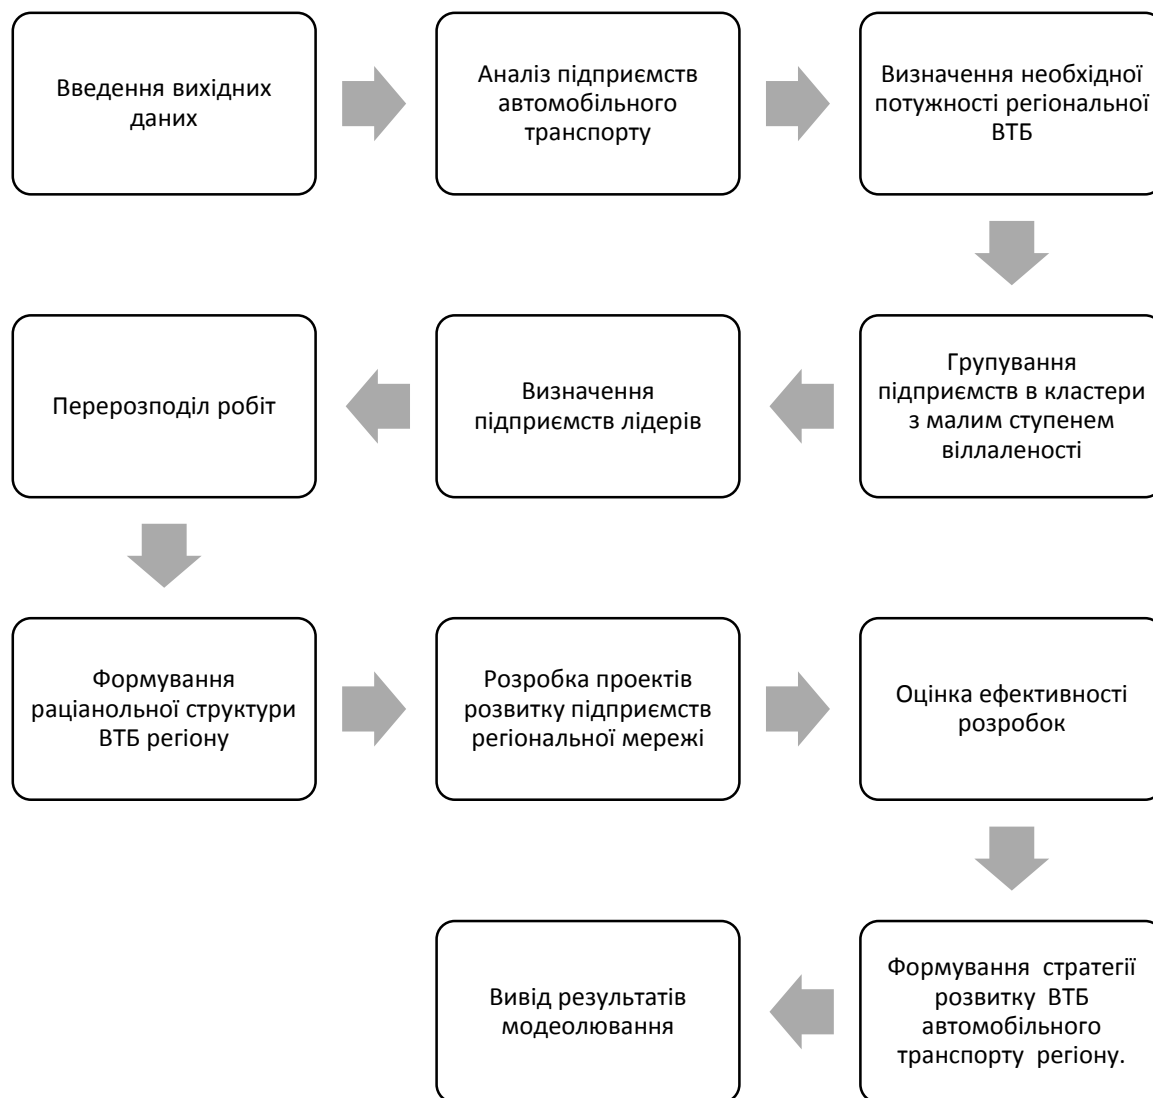 Введення вихідних
даних
Аналіз підприємств
автомобільного
транспорту
Визначення необхідної
потужності регіональної
ВТБ
Групування
підприємств в кластери
з малим ступенем
віллаленості
Визначення
підприємств лідерів
Перерозподіл робіт
Формування
раціанольної структури
ВТБ регіону
Розробка проектів
розвитку підприємств
регіональної мережі
Оцінка ефективності
розробок
Формування стратегії
розвитку ВТБ
автомобільного
транспорту регіону.
Вивід результатів
модеолювання